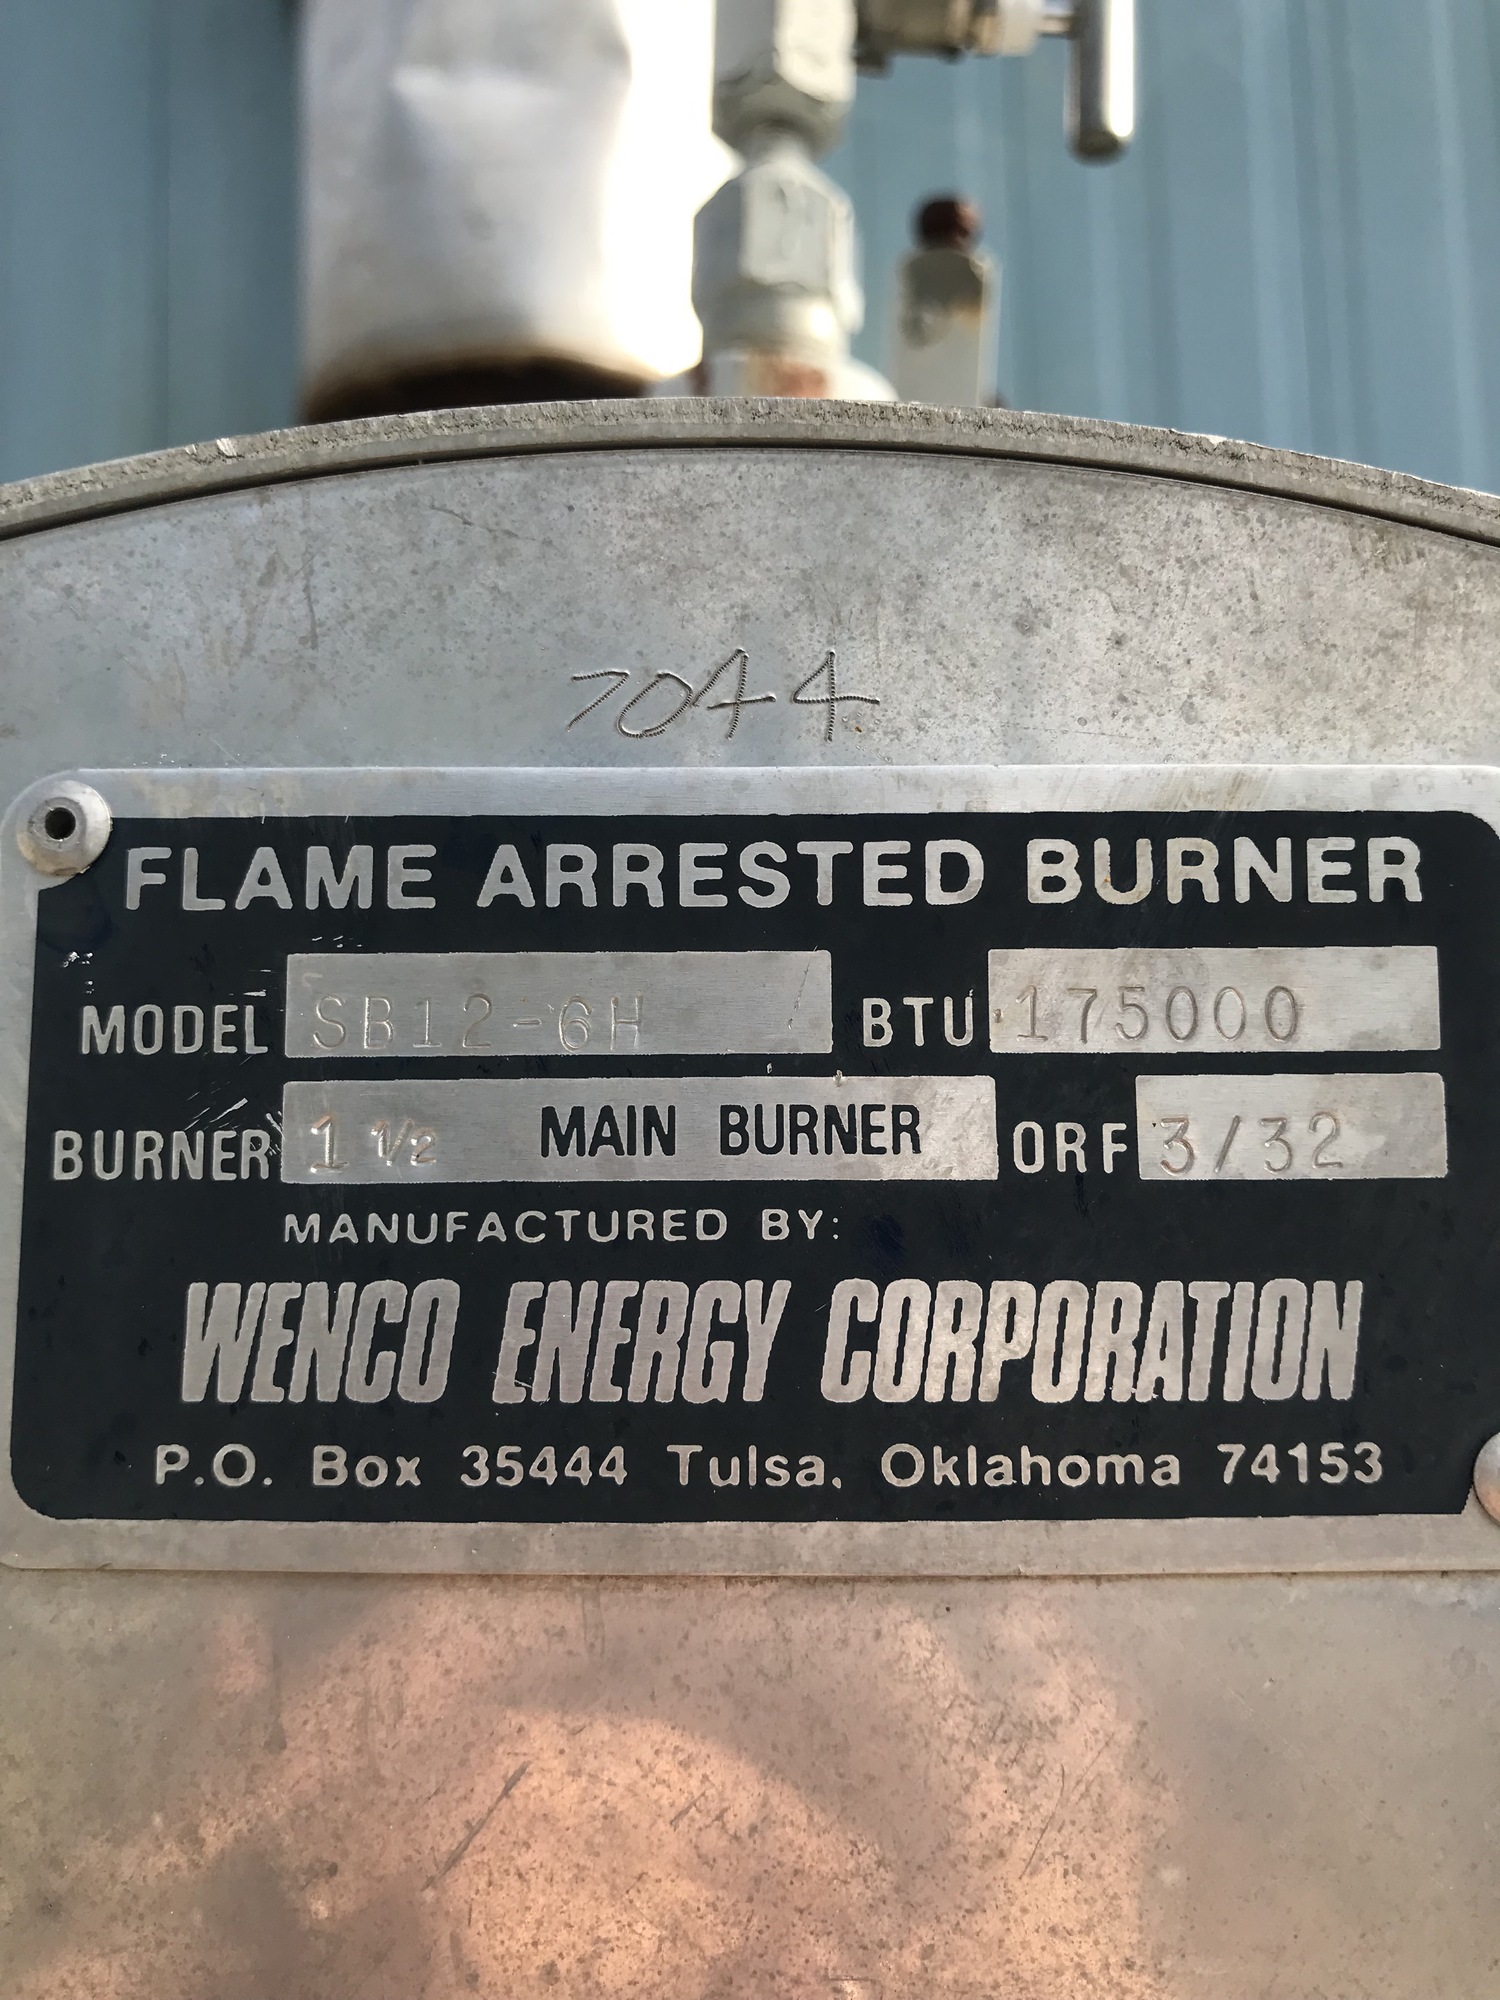 7044
FLAME ARRESTED BURNER
MODEL SB12-6H BTU 175000
BURNER 1 1/2 MAIN BURNER ORF 3/32
MANUFACTURED BY:
WENCO ENERGY CORPORATION
P.O. Box 35444 Tulsa, Oklahoma 74153